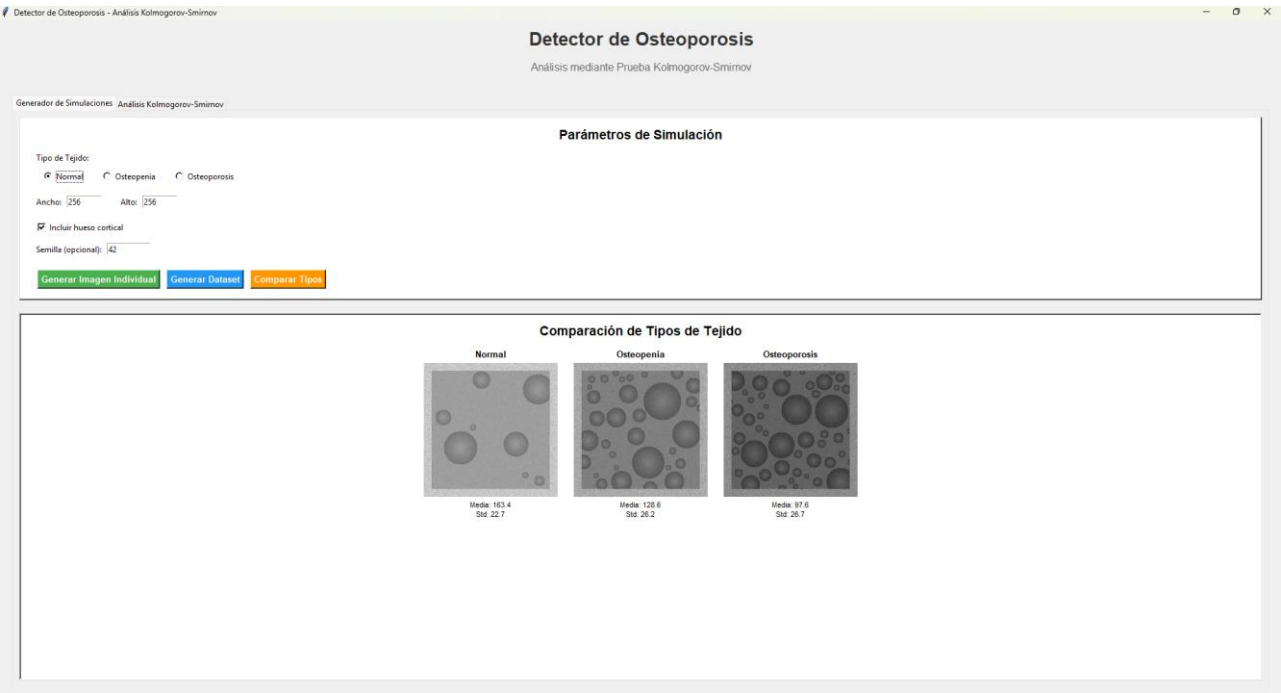 Detector de Osteoporosis - Análisis Kolmogorov-Smirnov
Detector de Osteoporosis
Análisis mediante Prueba Kolmogorov-Smirnov
Generador de Simulaciones Análisis Kolmogorov-Smirnov
Parámetros de Simulación
Tipo de Tejido:
Normal Osteopenia Osteoporosis
Ancho: 256 Alto: 256
Incluir hueso cortical
Semilla (opcional): 42
Generar Imagen Individual Generar Dataset Comparar Tipos
Comparación de Tipos de Tejido
Normal Osteopenia Osteoporosis
Media: 163.4 Media: 128.6 Media: 97.6
Std: 22.7 Std: 26.2 Std: 26.7